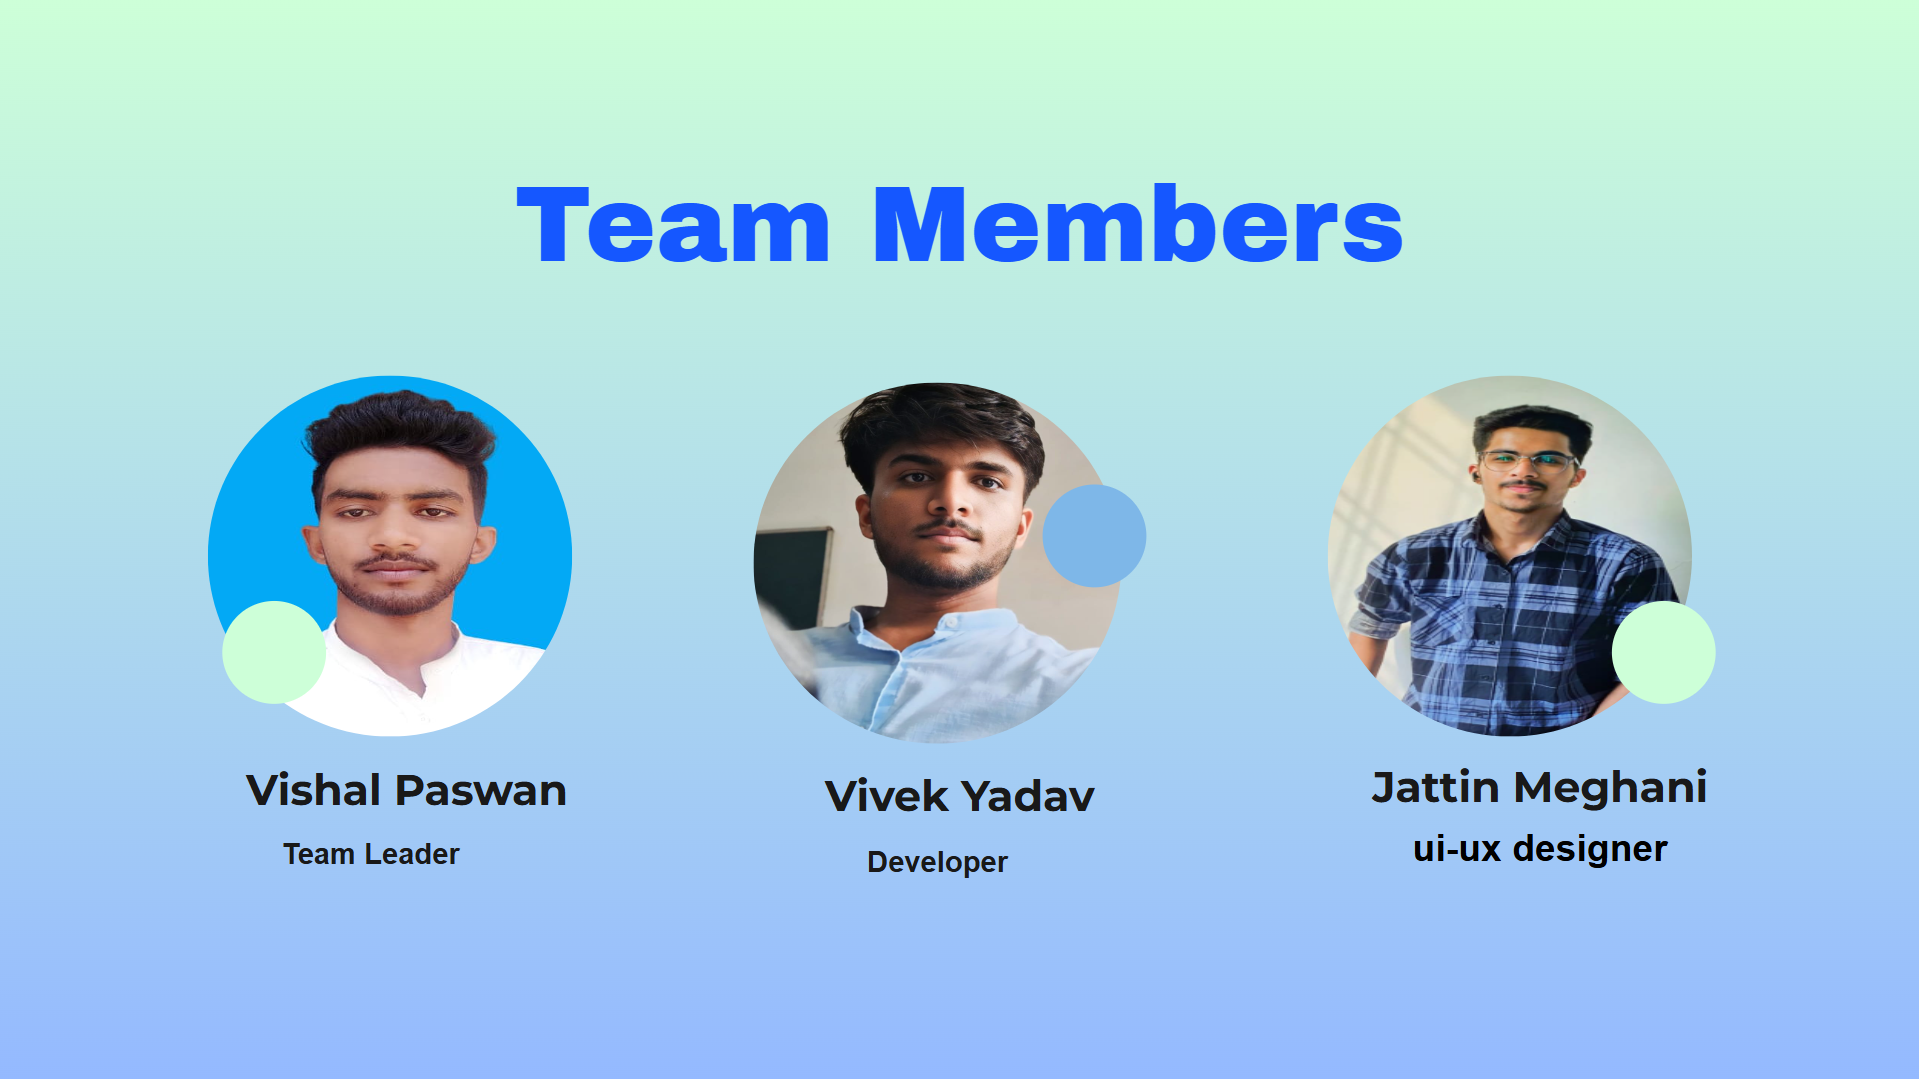 Team Members
Vishal Paswan
Team Leader
Vivek Yadav
Developer
Jattin Meghani
ui-ux designer